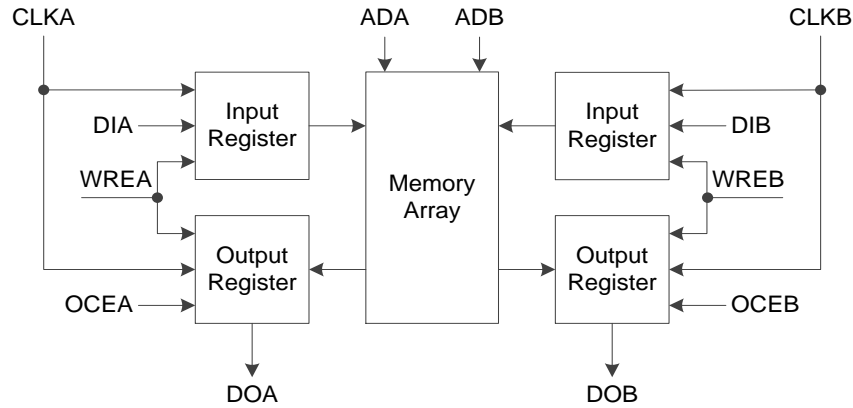 CLKA
ADA
ADB
CLKB
Input
Register
Input
Register
DIA
DIB
WREA
WREB
Memory
Array
Output
Register
Output
Register
OCEA
OCEB
DOA
DOB